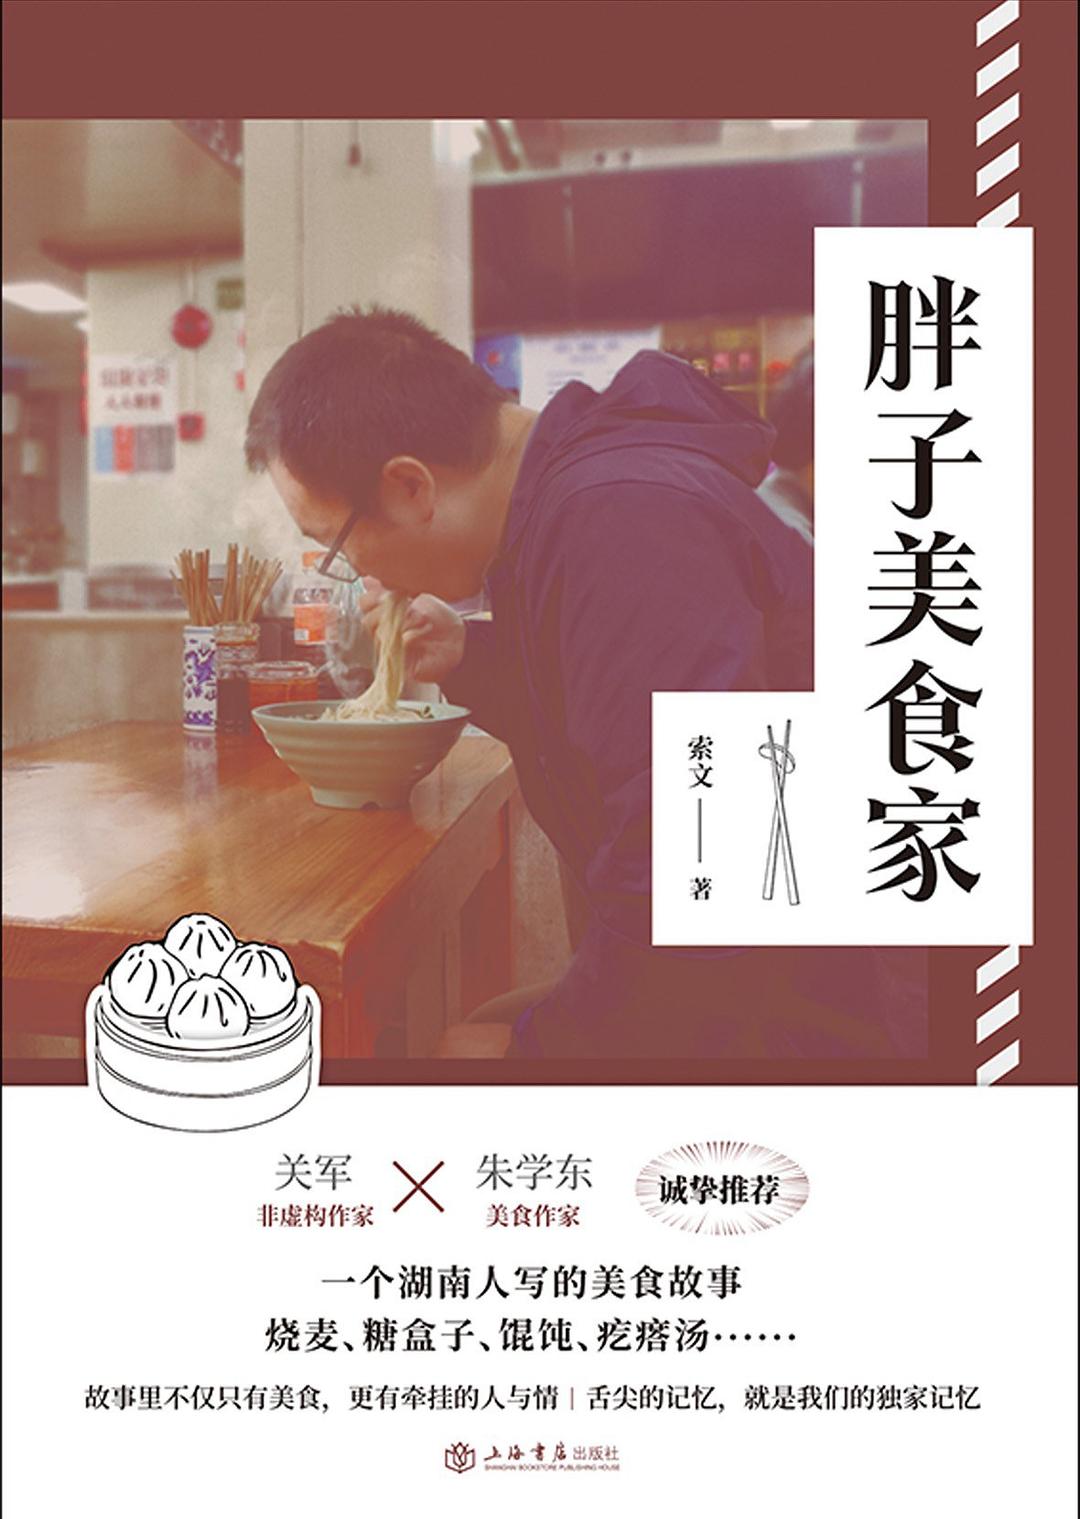 胖子美食家
索文 著
关军
非虚构作家
朱学东
美食作家
诚挚推荐
一个湖南人写的美食故事
烧麦、糖盒子、馄饨、疙瘩汤······
故事里不仅只有美食，更有牵挂的人与情|舌尖的记忆，就是我们的独家记忆
上海书店出版社
SHANGHAI BOOKSTORE PUBLISHING HOUSE